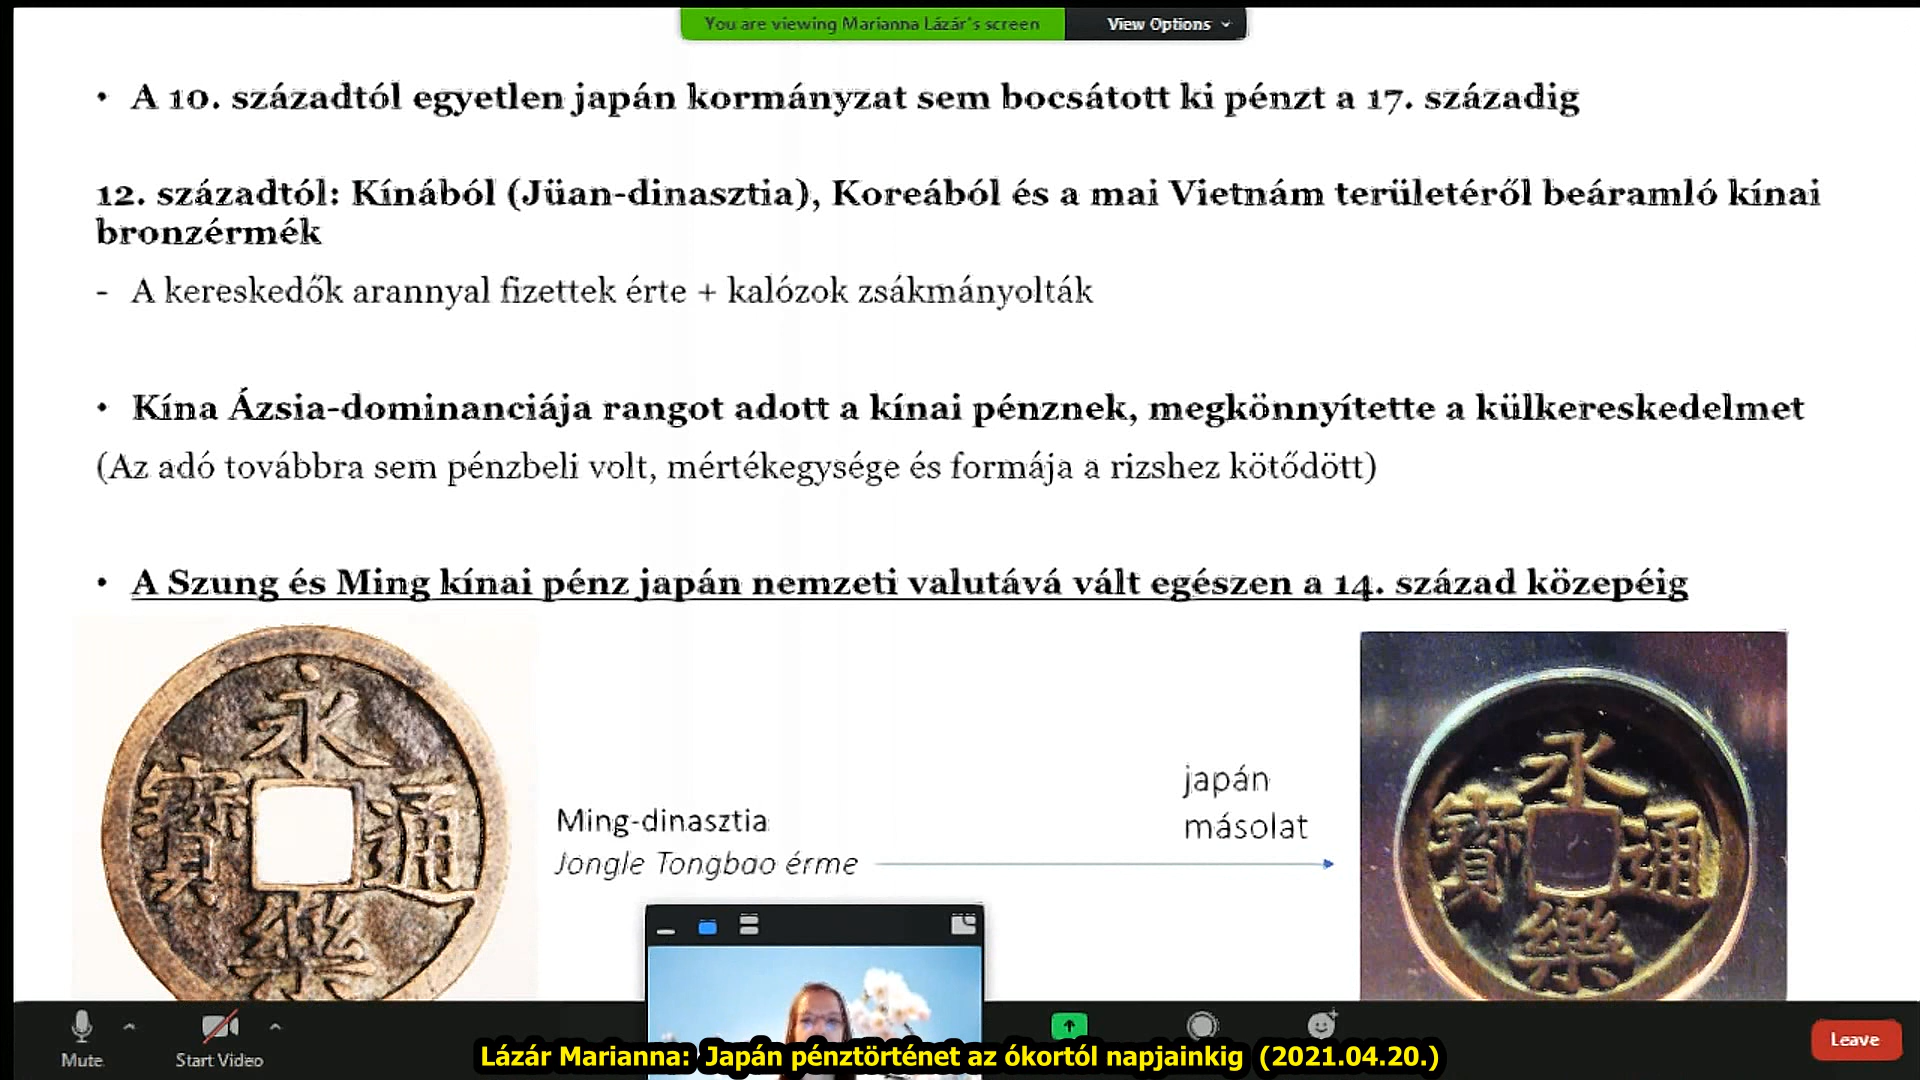 You are viewing Marianna Lázár's screen
View Options
• A 10. századtól egyetlen japán kormányzat sem bocsátott ki pénzt a 17. századig
12. századtól: Kínából (Jüan-dinasztia), Koreából és a mai Vietnám területéről beáramló kínai
bronzérmék
- A kereskedők arannyal fizettek érte + kalózok zsákmányolták
• Kína Ázsia-dominanciája rangot adott a kínai pénznek, megkönnyítette a külkereskedelmet
(Az adó továbbra sem pénzbeli volt, mértékegysége és formája a rizshez kötődött)
• A Szung és Ming kínai pénz japán nemzeti valutává vált egészen a 14. század közepéig
永樂通寶
Ming-dinasztia
Jongle Tongbao érme
japán
másolat
永樂通寶
Mute
Start Video
Leave
Lázár Marianna: Japán pénztörténet az ókortól napjainkig (2021.04.20.)